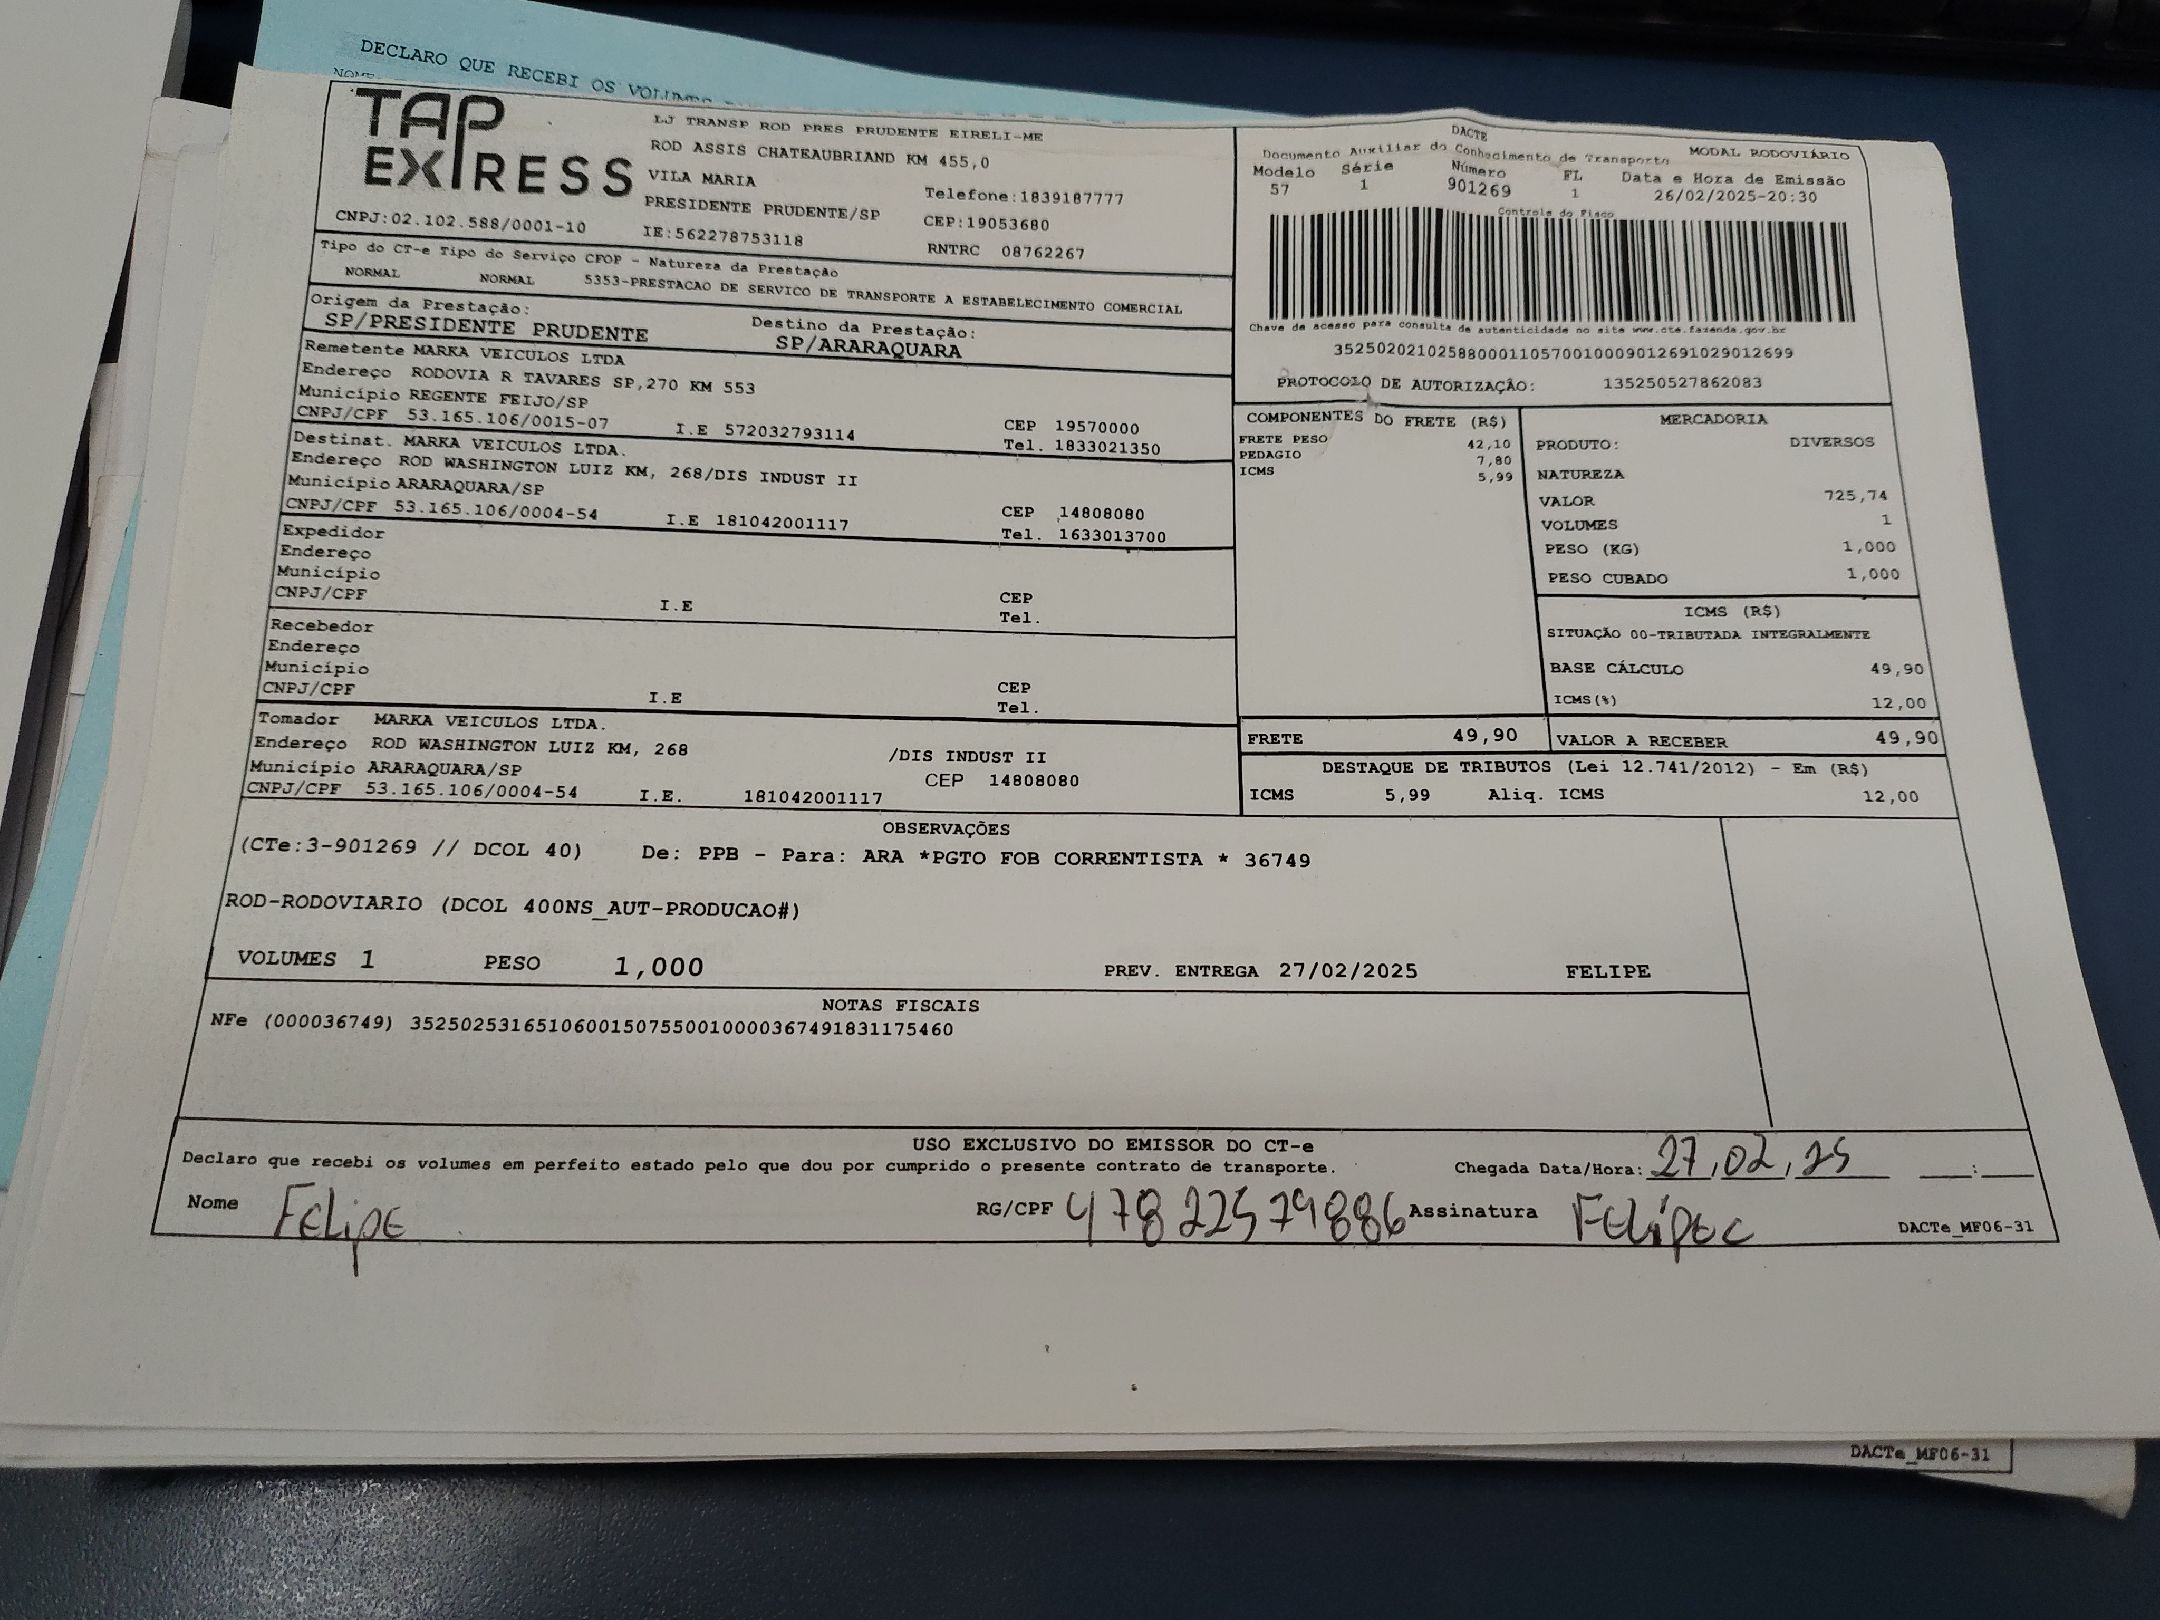 DECLARO QUE RECEBI OS VOLUMES
TAP
EXPRESS
LJ TRANSP ROD PRES PRUDENTE EIRELI-ME
ROD ASSIS CHATEAUBRIAND KM 455,0
VILA MARIA
Telefone:1839187777
PRESIDENTE PRUDENTE/SP
CEP:19053680
CNPJ:02.102.588/0001-10
IE:562278753118
RNTRC 08762267
DACTE
Documento Auxiliar do Conhecimento de Transporte
MODAL RODOVIÁRIO
Modelo Série Número FL Data e Hora de Emissão
57 1 901269 1 26/02/2025-20:30
Controle do Fisco
Chave de acesso para consulta de autenticidade no site www.cte.fazenda.gov.br
35250202102588000110570010009012691029012699
PROTOCOLO DE AUTORIZAÇÃO: 135250527862083
Tipo do CT-e Tipo do Serviço CFOP - Natureza da Prestação
NORMAL NORMAL 5353-PRESTACAO DE SERVICO DE TRANSPORTE A ESTABELECIMENTO COMERCIAL
Origem da Prestação: Destino da Prestação:
SP/PRESIDENTE PRUDENTE SP/ARARAQUARA
Remetente MARKA VEICULOS LTDA
Endereço RODOVIA R TAVARES SP,270 KM 553
Município REGENTE FEIJO/SP CEP 19570000
CNPJ/CPF 53.165.106/0015-07 I.E 572032793114 Tel. 1833021350
Destinat. MARKA VEICULOS LTDA.
Endereço ROD WASHINGTON LUIZ KM, 268/DIS INDUST II
Município ARARAQUARA/SP CEP 14808080
CNPJ/CPF 53.165.106/0004-54 I.E 181042001117 Tel. 1633013700
Expedidor
Endereço
Município CEP
CNPJ/CPF I.E Tel.
Recebedor
Endereço
Município CEP
CNPJ/CPF I.E Tel.
Tomador MARKA VEICULOS LTDA.
Endereço ROD WASHINGTON LUIZ KM, 268 /DIS INDUST II
Município ARARAQUARA/SP CEP 14808080
CNPJ/CPF 53.165.106/0004-54 I.E. 181042001117
COMPONENTES DO FRETE (R$)
FRETE PESO 42,10
PEDAGIO 7,80
ICMS 5,99
MERCADORIA
PRODUTO: DIVERSOS
NATUREZA
VALOR 725,74
VOLUMES 1
PESO (KG) 1,000
PESO CUBADO 1,000
ICMS (R$)
SITUAÇÃO 00-TRIBUTADA INTEGRALMENTE
BASE CÁLCULO 49,90
ICMS(%) 12,00
FRETE 49,90 VALOR A RECEBER 49,90
DESTAQUE DE TRIBUTOS (Lei 12.741/2012) - Em (R$)
ICMS 5,99 Aliq. ICMS 12,00
OBSERVAÇÕES
(CTe:3-901269 // DCOL 40) De: PPB - Para: ARA *PGTO FOB CORRENTISTA * 36749
ROD-RODOVIARIO (DCOL 400NS_AUT-PRODUCAO#)
VOLUMES 1 PESO 1,000 PREV. ENTREGA 27/02/2025 FELIPE
NOTAS FISCAIS
NFe (000036749) 35250253165106001507550010000367491831175460
USO EXCLUSIVO DO EMISSOR DO CT-e
Declaro que recebi os volumes em perfeito estado pelo que dou por cumprido o presente contrato de transporte. Chegada Data/Hora: 27,02,25 :
Nome FELipE RG/CPF 47822579886 Assinatura FELípe C
DACTe_MF06-31
DACTe_MF06-31